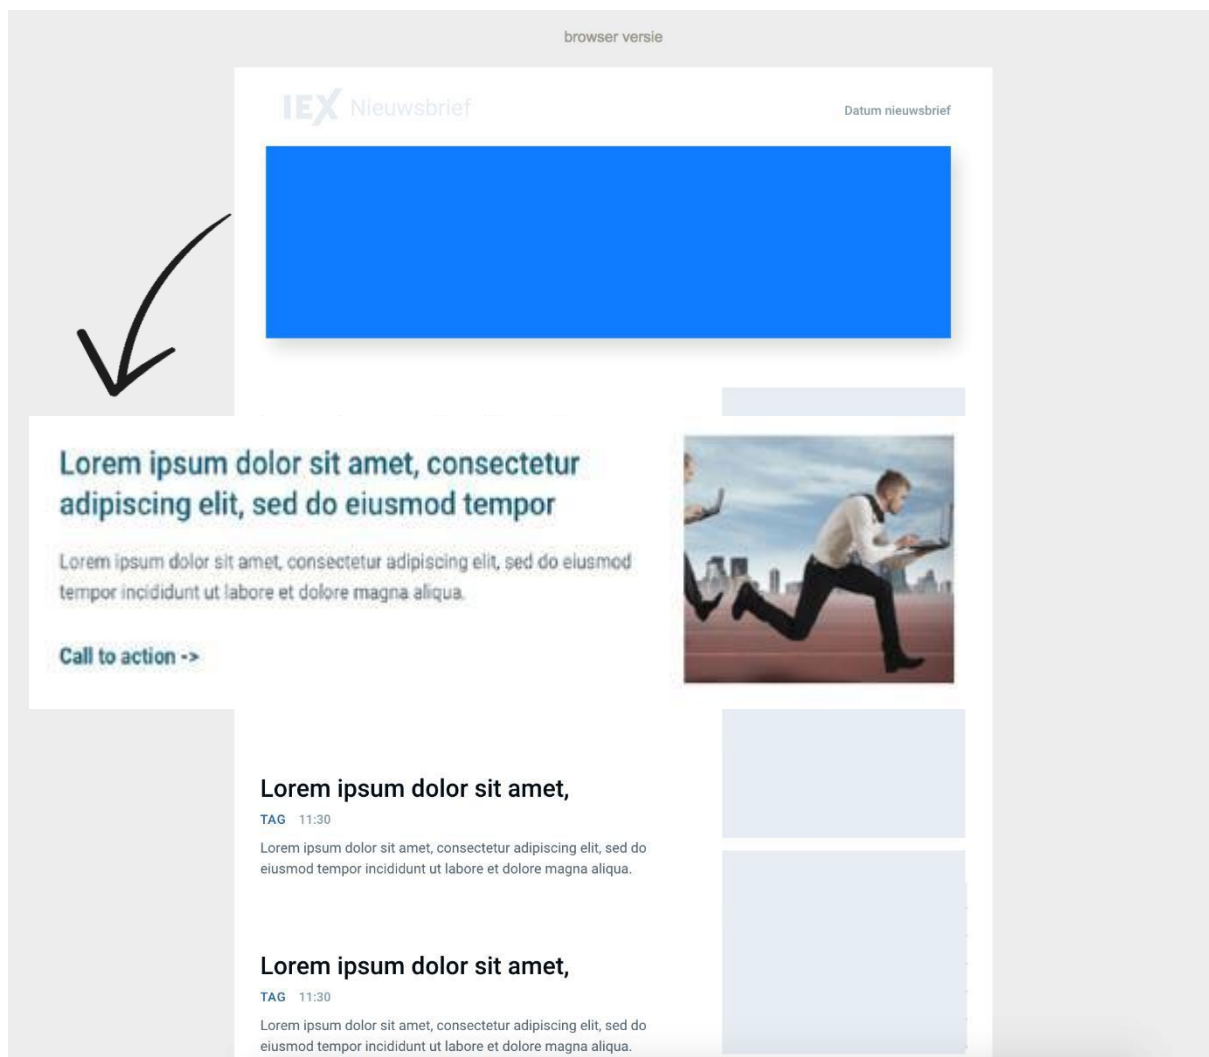 browser versie
IEX Nieuwsbrief
Datum nieuwsbrief
Lorem ipsum dolor sit amet, consectetur
adipiscing elit, sed do eiusmod tempor
Lorem ipsum dolor sit amet, consectetur adipiscing elit, sed do eiusmod
tempor incididunt ut labore et dolore magna aliqua.
Call to action ->
Lorem ipsum dolor sit amet,
TAG 11:30
Lorem ipsum dolor sit amet, consectetur adipiscing elit, sed do
eiusmod tempor incididunt ut labore et dolore magna aliqua.
Lorem ipsum dolor sit amet,
TAG 11:30
Lorem ipsum dolor sit amet, consectetur adipiscing elit, sed do
eiusmod tempor incididunt ut labore et dolore magna aliqua.